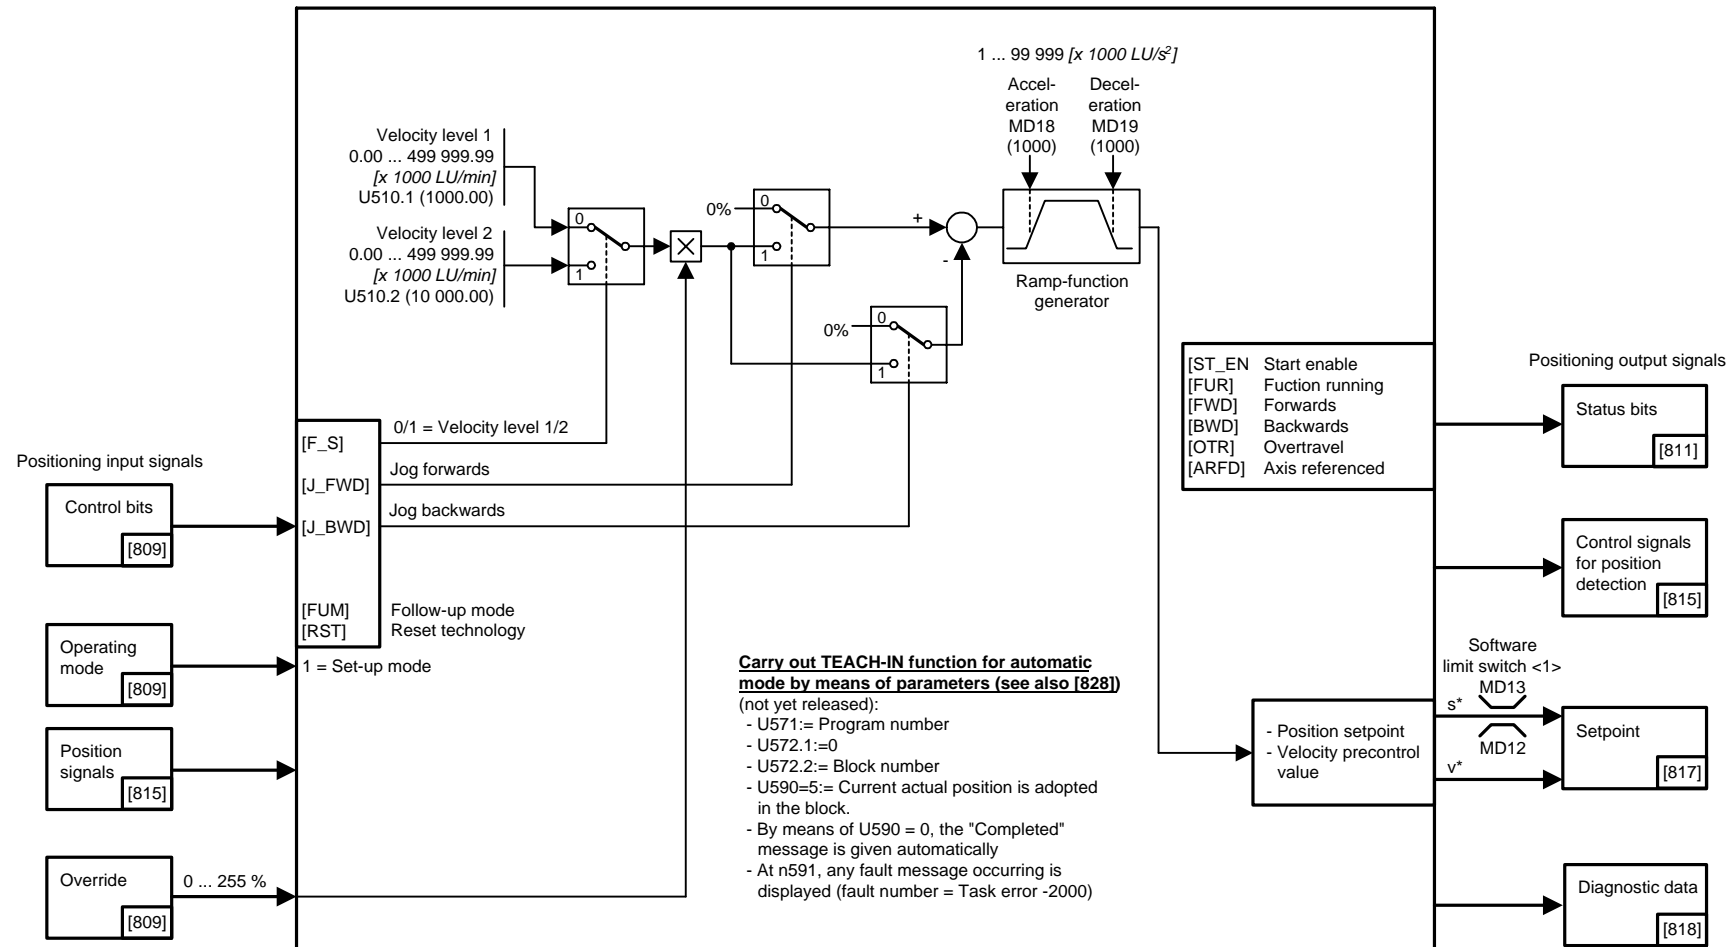 1 ... 99 999 [x 1000 LU/s²]
Accel-
eration
MD18
(1000)
Decel-
eration
MD19
(1000)
Velocity level 1
0.00 ... 499 999.99
[x 1000 LU/min]
U510.1 (1000.00)
Velocity level 2
0.00 ... 499 999.99
[x 1000 LU/min]
U510.2 (10 000.00)
0
1
0%
0
1
+
-
0%
0
1
Ramp-function
generator
[ST_EN Start enable
[FUR] Fuction running
[FWD] Forwards
[BWD] Backwards
[OTR] Overtravel
[ARFD] Axis referenced
Positioning output signals
Status bits
[811]
Control signals
for position
detection
[815]
Software
limit switch <1>
MD13
s*
MD12
v*
Setpoint
[817]
Diagnostic data
[818]
- Position setpoint
- Velocity precontrol
value
Positioning input signals
Control bits
[809]
Operating
mode
[809]
Position
signals
[815]
Override
[809]
0 ... 255 %
[F_S]
0/1 = Velocity level 1/2
[J_FWD]
Jog forwards
[J_BWD]
Jog backwards
[FUM] Follow-up mode
[RST] Reset technology
1 = Set-up mode
Carry out TEACH-IN function for automatic
mode by means of parameters (see also [828])
(not yet released):
- U571:= Program number
- U572.1:=0
- U572.2:= Block number
- U590=5:= Current actual position is adopted
in the block.
- By means of U590 = 0, the "Completed"
message is given automatically
- At n591, any fault message occurring is
displayed (fault number = Task error -2000)